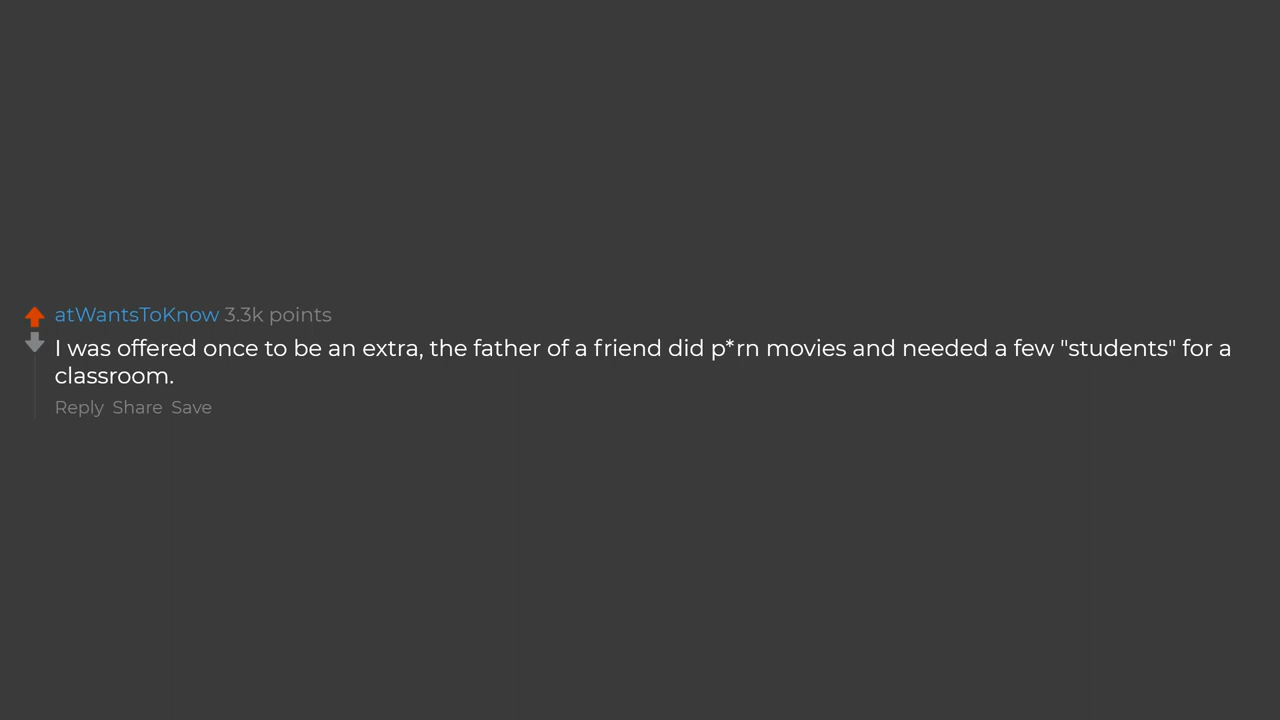 atWantsToKnow 3.3k points
I was offered once to be an extra, the father of a friend did p*rn movies and needed a few "students" for a
classroom.
Reply Share Save